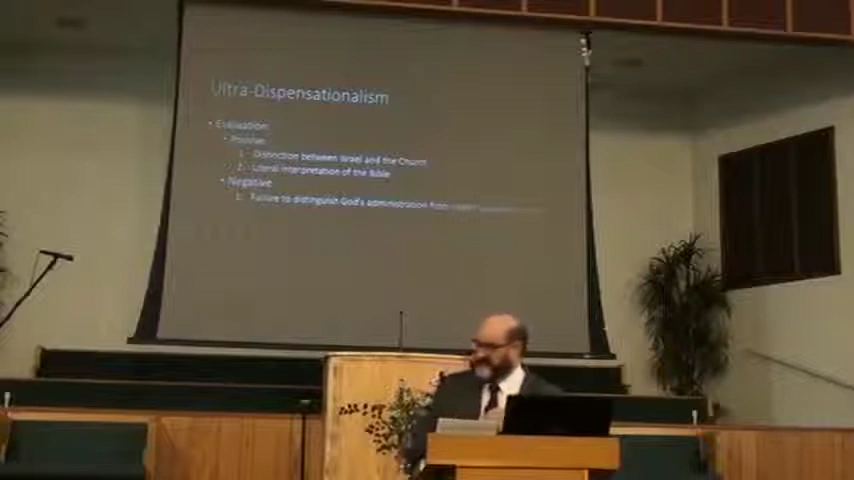 Ultra-Dispensationalism
• Evaluation
• Positive
1. Distinction between Israel and the Church
2. Literal interpretation of the Bible
• Negative
1. Failure to distinguish God's administration from